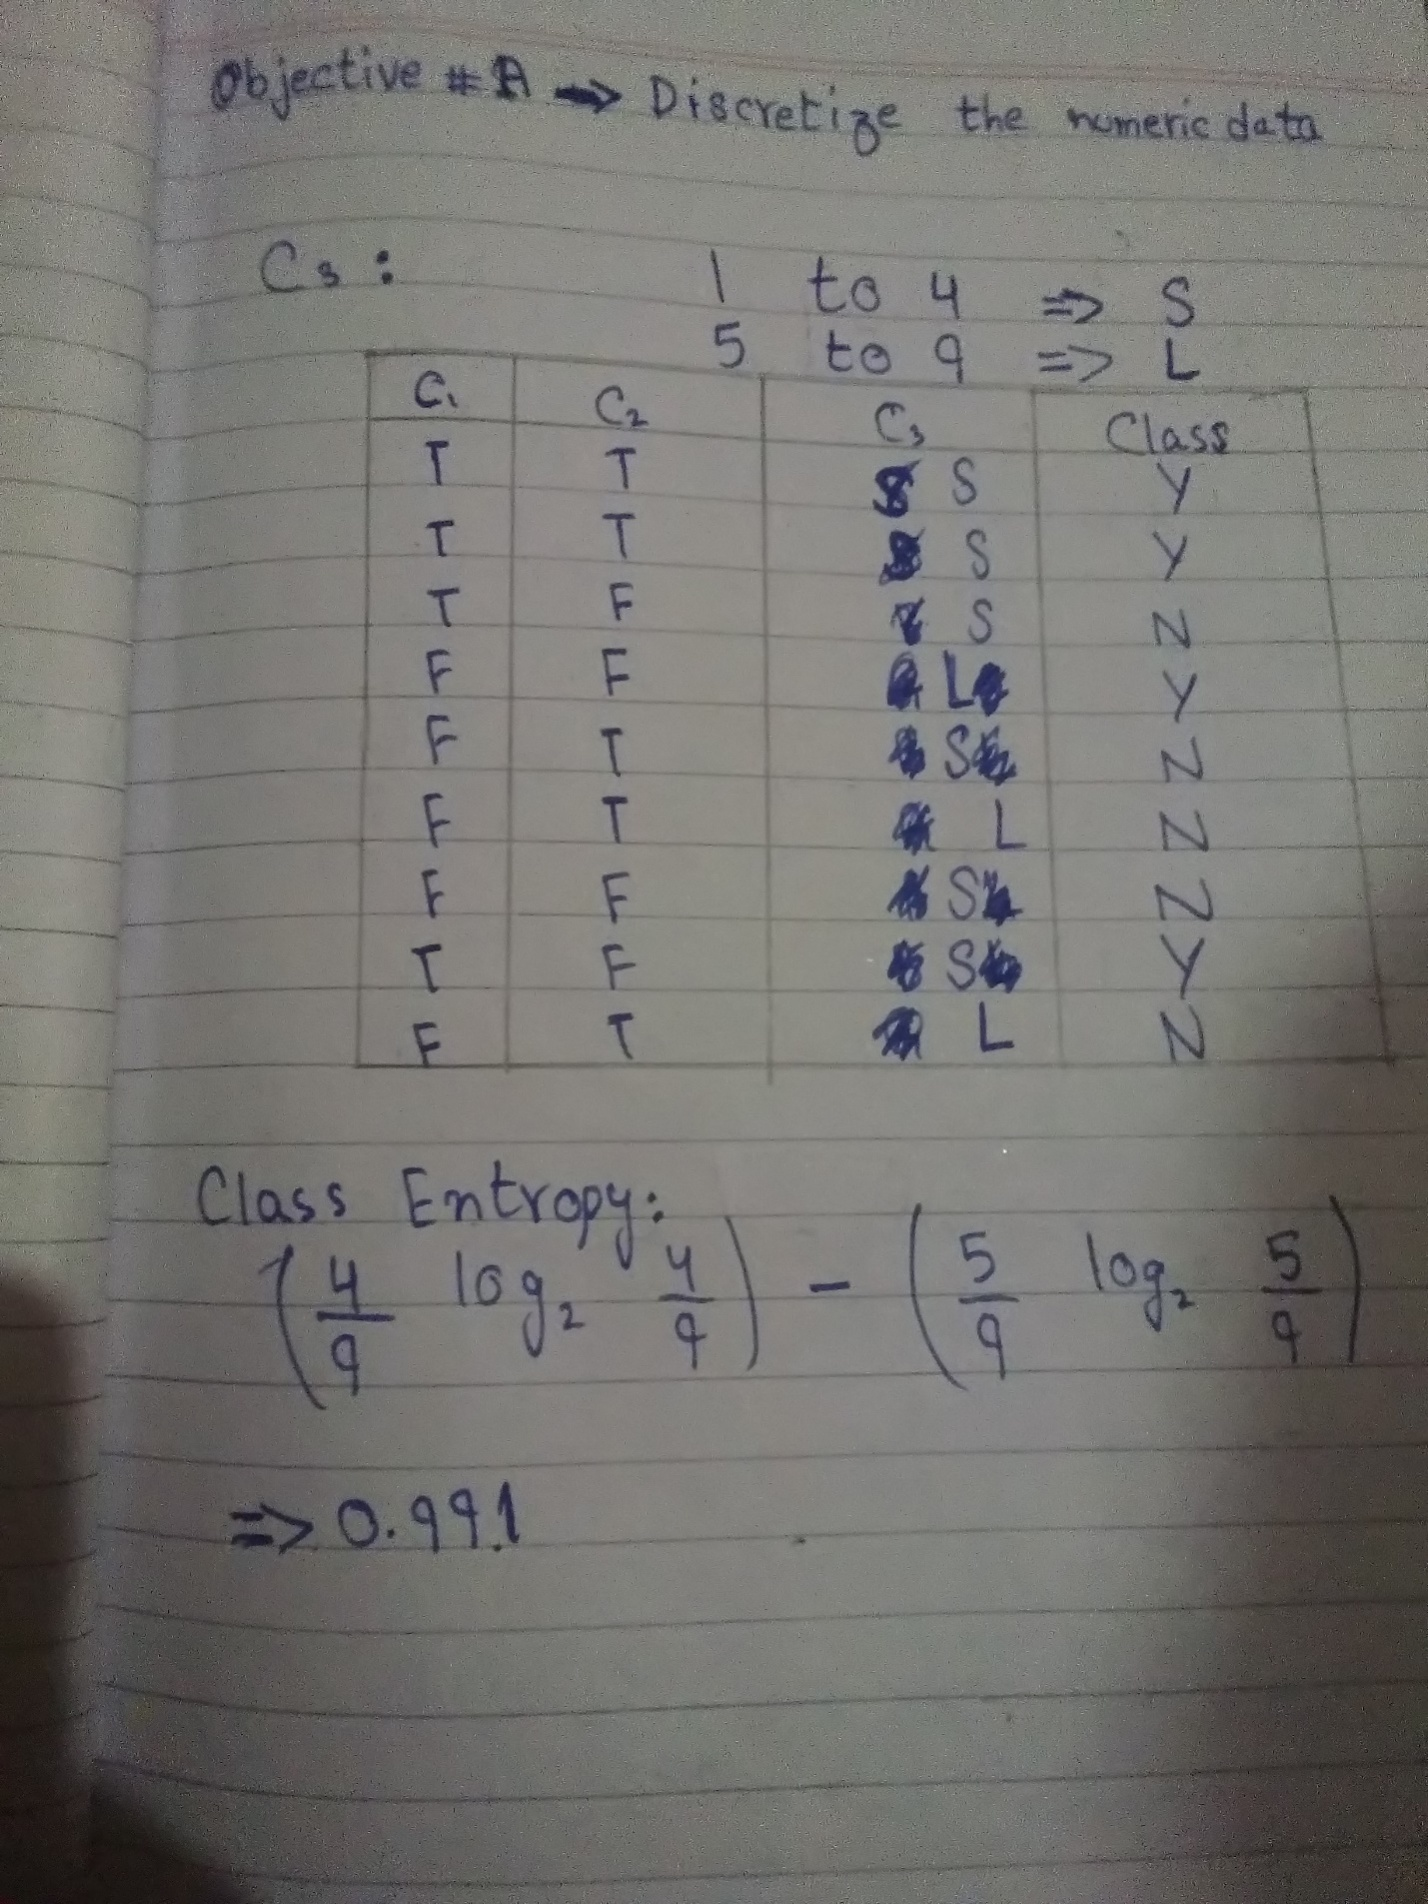 Objective # A → Discretize the numeric data
C₃ : 1 to 4 => S
5 to 9 => L
C₁ C₂ C₃ Class
T T S Y
T T S Y
T F S N
F F L Y
F T S N
F T L N
F F S N
T F S Y
F T L N
Class Entropy:
(4/9 log₂ 4/9) - (5/9 log₂ 5/9)
=> 0.991